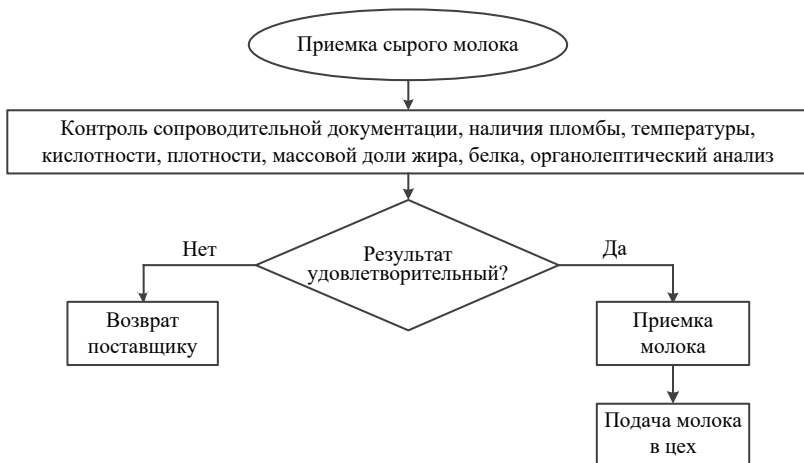 Приемка сырого молока
Контроль сопроводительной документации, наличия пломбы, температуры,
кислотности, плотности, массовой доли жира, белка, органолептический анализ
Нет
Результат
удовлетворительный?
Да
Возврат
поставщику
Приемка
молока
Подача молока
в цех